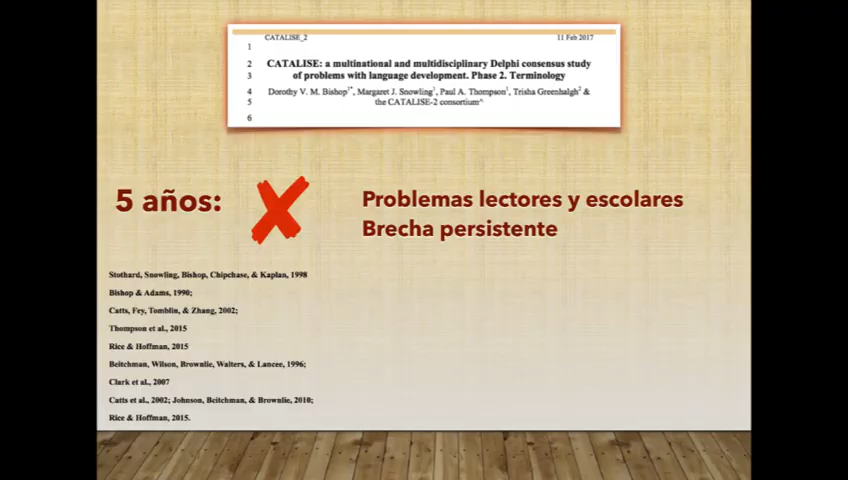 CATALISE_2 11 Feb 2017
1
2 CATALISE: a multinational and multidisciplinary Delphi consensus study
3 of problems with language development. Phase 2. Terminology
4 Dorothy V. M. Bishop¹*, Margaret J. Snowling¹, Paul A. Thompson¹, Trisha Greenhalgh² &
5 the CATALISE-2 consortium^
6
5 años: Problemas lectores y escolares
Brecha persistente
Stothard, Snowling, Bishop, Chipchase, & Kaplan, 1998
Bishop & Adams, 1990;
Catts, Fey, Tomblin, & Zhang, 2002;
Thompson et al., 2015
Rice & Hoffman, 2015
Beitchman, Wilson, Brownlie, Walters, & Lancee, 1996;
Clark et al., 2007
Catts et al., 2002; Johnson, Beitchman, & Brownlie, 2010;
Rice & Hoffman, 2015.